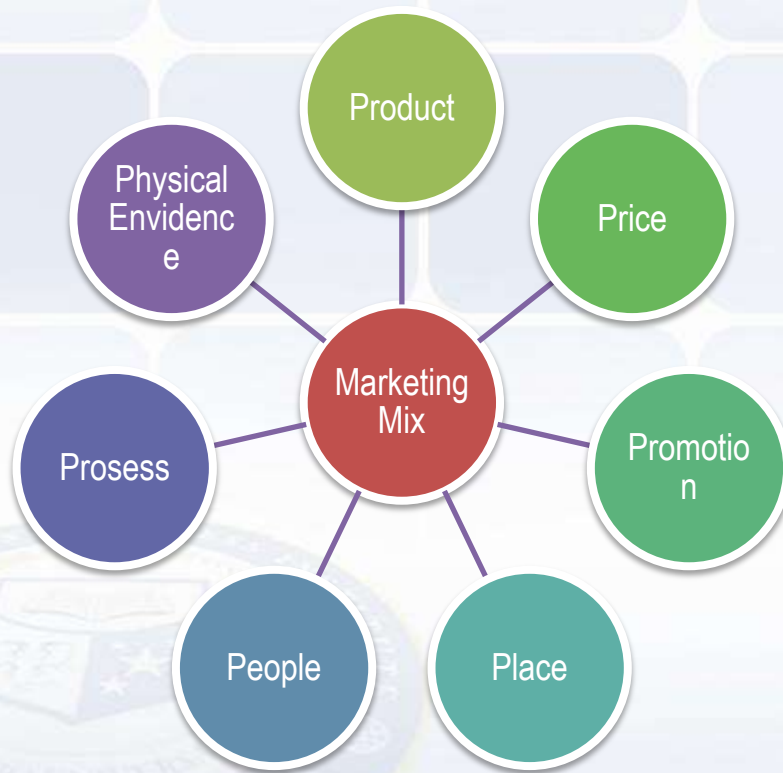 Product
Price
Promotio
n
Place
People
Prosess
Physical
Envidenc
e
Marketing
Mix